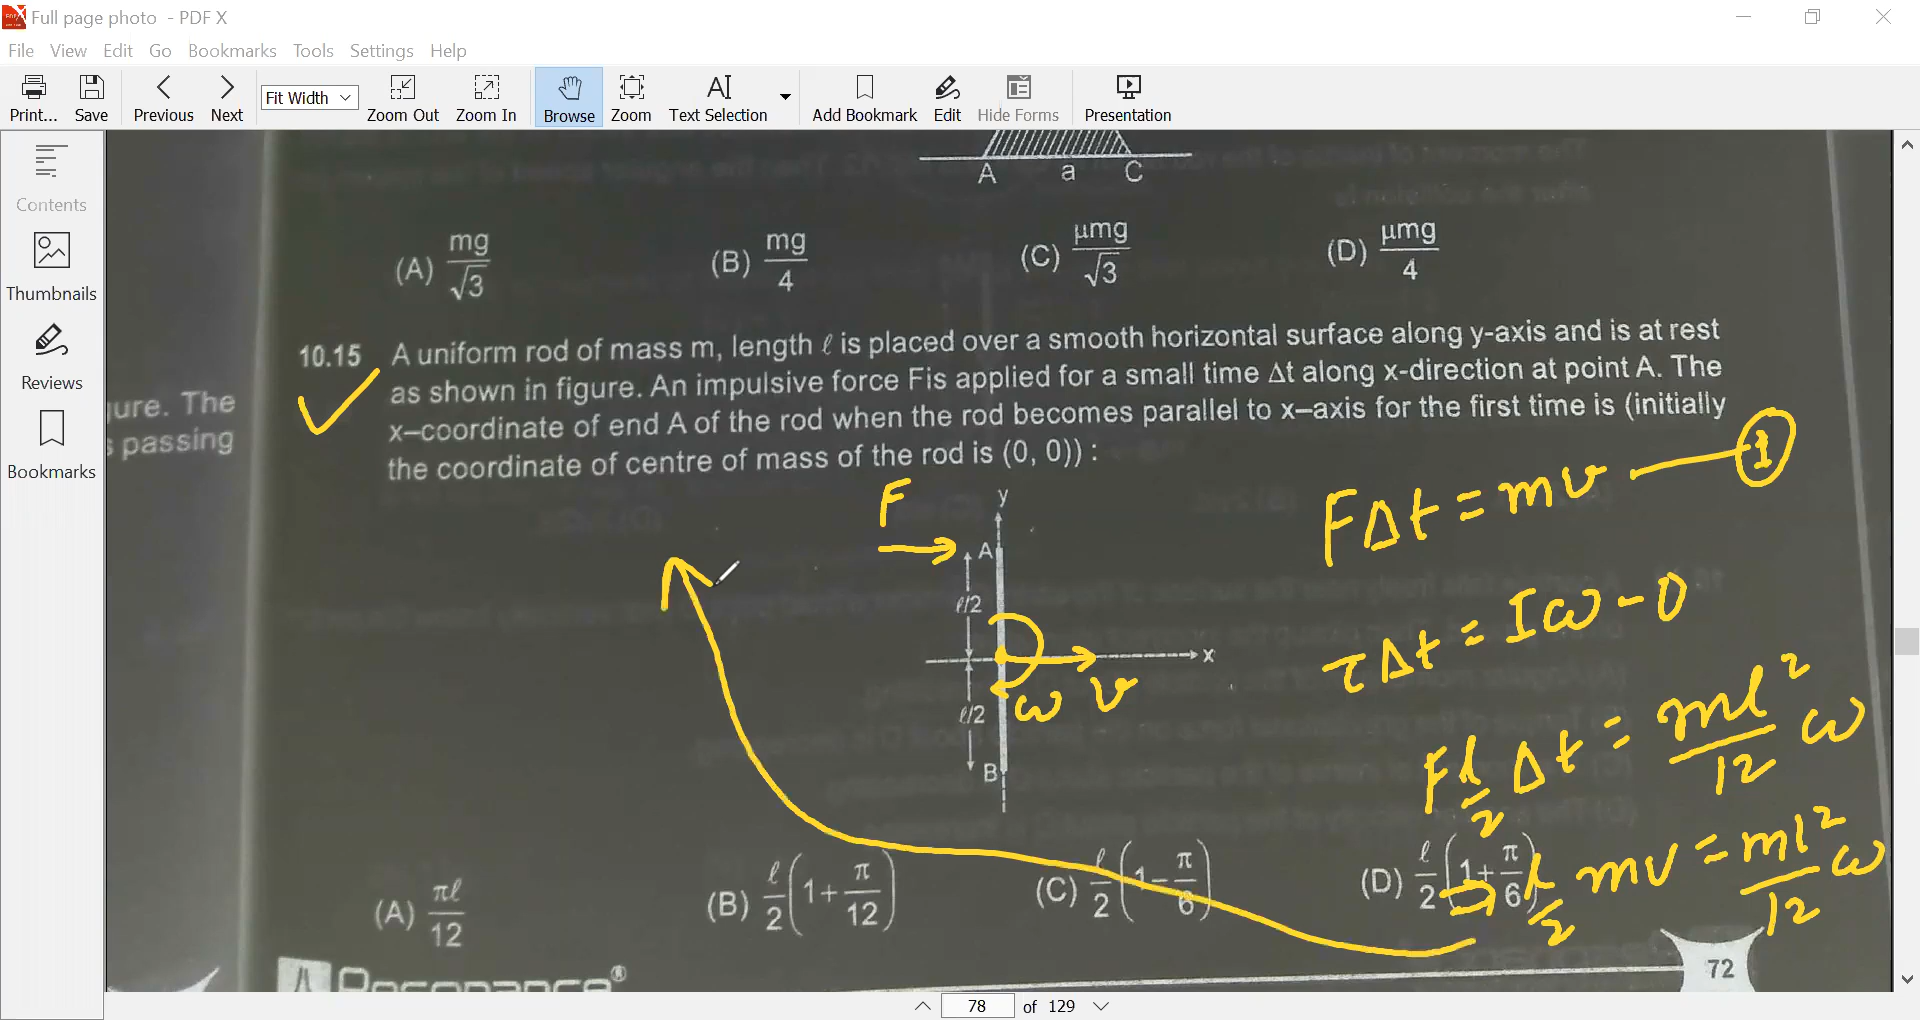 Full page photo - PDF X
File View Edit Go Bookmarks Tools Settings Help
Print... Save Previous Next Fit Width Zoom Out Zoom In Browse Zoom Text Selection Add Bookmark Edit Hide Forms Presentation
Contents
Thumbnails
Reviews
Bookmarks
A a C
(A) mg/√3 (B) mg/4 (C) μmg/√3 (D) μmg/4
10.15 A uniform rod of mass m, length ℓ is placed over a smooth horizontal surface along y-axis and is at rest
as shown in figure. An impulsive force Fis applied for a small time Δt along x-direction at point A. The
x–coordinate of end A of the rod when the rod becomes parallel to x–axis for the first time is (initially
the coordinate of centre of mass of the rod is (0, 0)) :
ure. The
passing
F
y
A
ℓ/2
x
ω v
ℓ/2
B
FΔt = mv — 1
τΔt = Iω - 0
F l/2 Δt = ml²/12 ω
l/2 mv = ml²/12 ω
(A) πℓ/12 (B) ℓ/2(1+π/12) (C) ℓ/2(1−π/6) (D) ℓ/2(1+π/6)
Resonance®
72
78 of 129